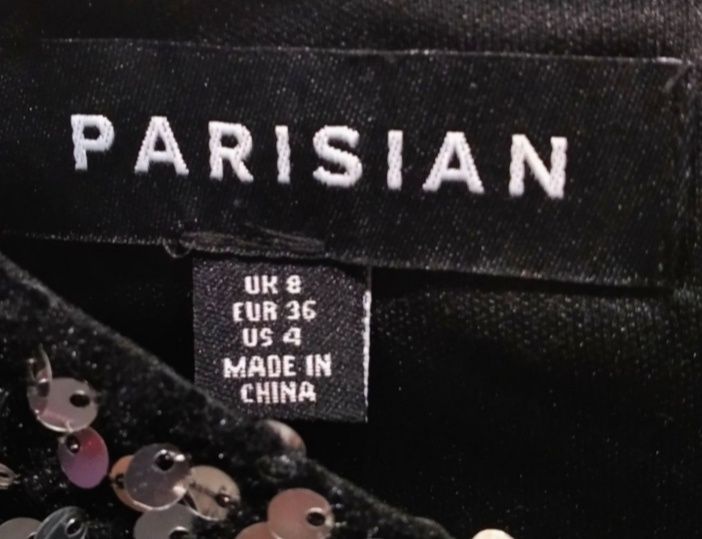 PARISIAN
UK 8
EUR 36
US 4
MADE IN
CHINA